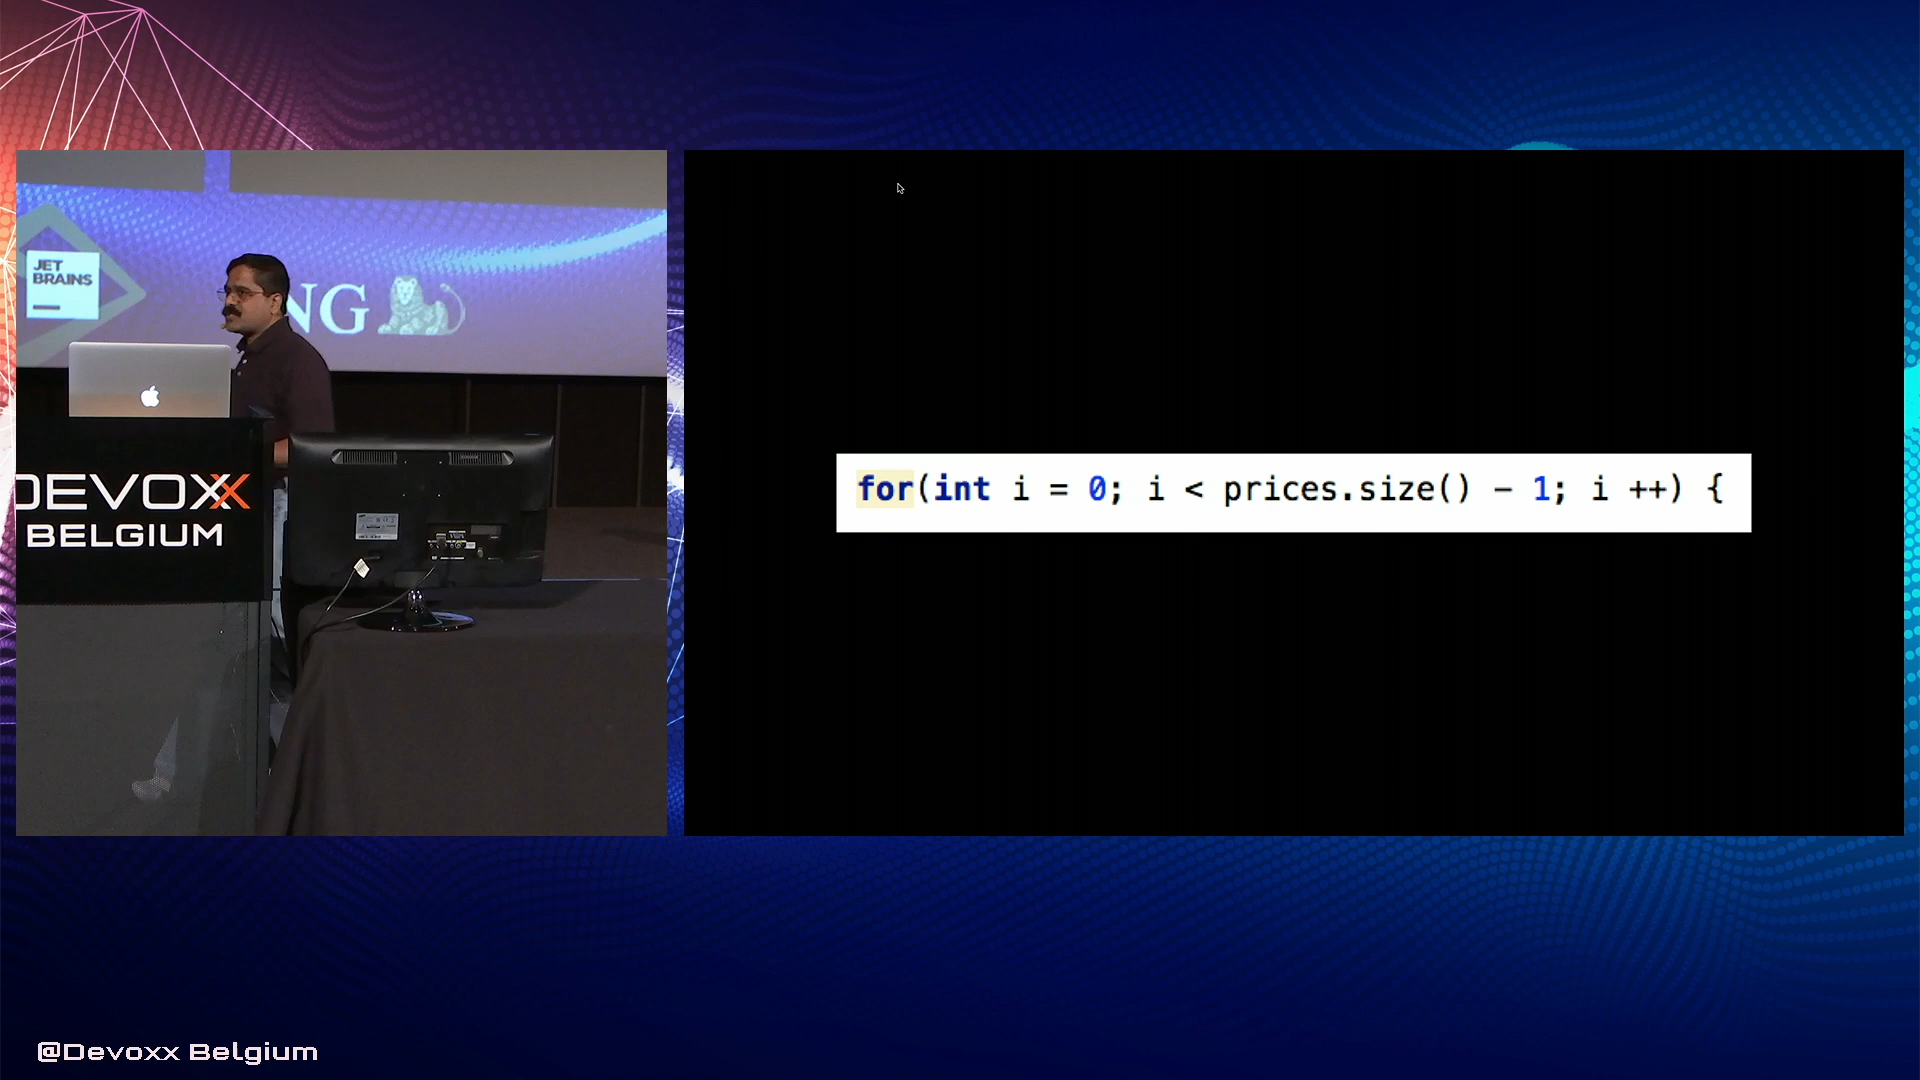 JET
BRAINS
NG
DEVOXX
BELGIUM
for(int i = 0; i < prices.size() - 1; i ++) {
@Devoxx Belgium